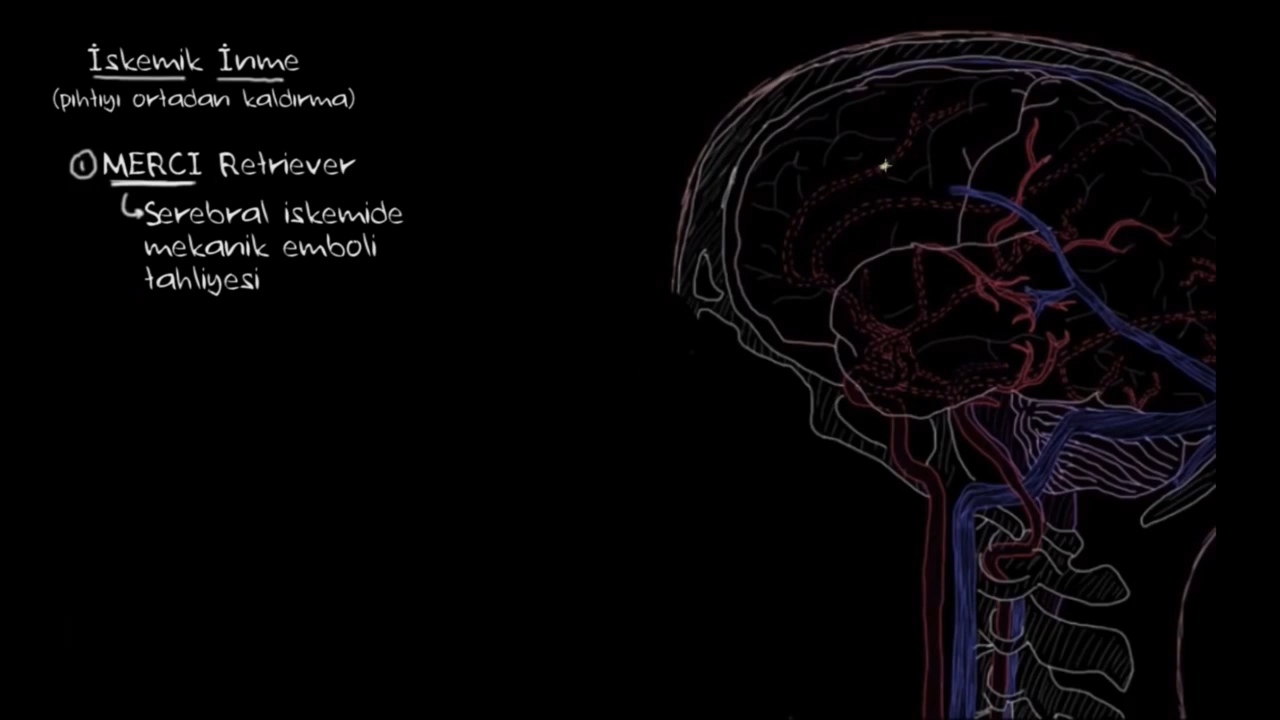 İskemik İnme
(pıhtıyı ortadan kaldırma)
① MERCI Retriever
↳ Serebral iskemide
mekanik emboli
tahliyesi